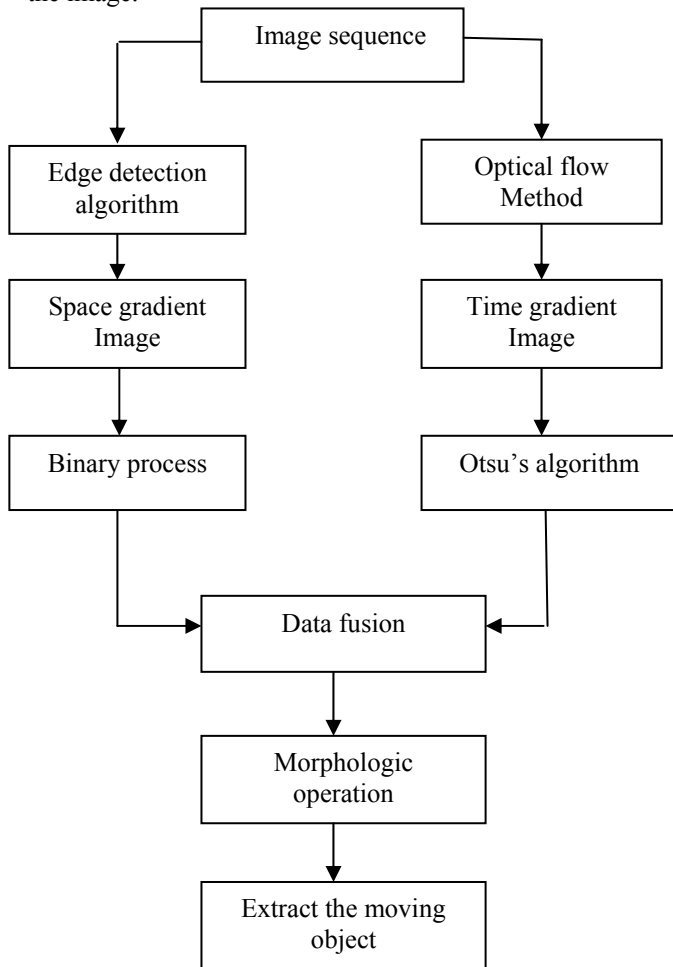 the image.
Image sequence
Edge detection
algorithm
Optical flow
Method
Space gradient
Image
Time gradient
Image
Binary process
Otsu’s algorithm
Data fusion
Morphologic
operation
Extract the moving
object